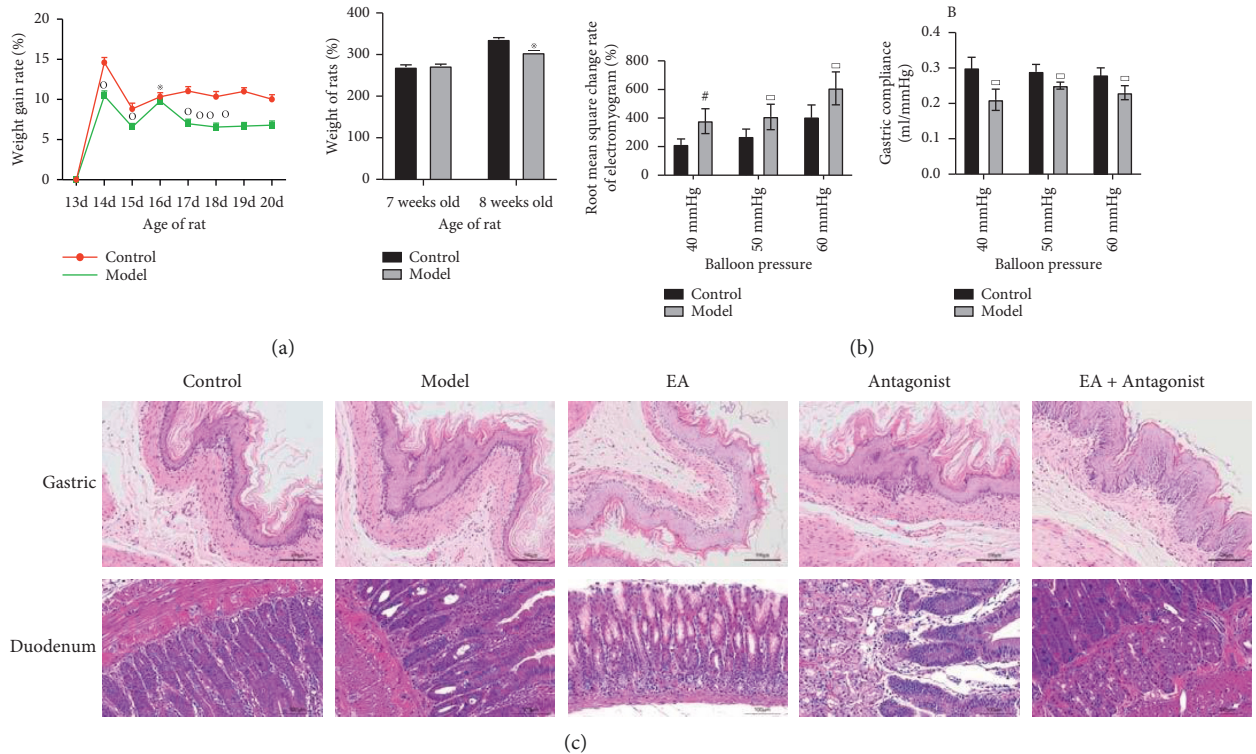 Weight gain rate (%)
20
15
10
5
0
O
O
※
O
O O
O
13d 14d 15d 16d 17d 18d 19d 20d
Age of rat
Control
Model
Weight of rats (%)
400
300
200
100
0
※
7 weeks old 8 weeks old
Age of rat
Control
Model
(a)
Root mean square change rate
of electromyogram (%)
800
600
400
200
0
#
□
□
40 mmHg
50 mmHg
60 mmHg
Balloon pressure
Control
Model
B
Gastric compliance
(ml/mmHg)
0.4
0.3
0.2
0.1
0.0
□
□
□
40 mmHg
50 mmHg
60 mmHg
Balloon pressure
Control
Model
(b)
Control Model EA Antagonist EA + Antagonist
Gastric
Duodenum
(c)